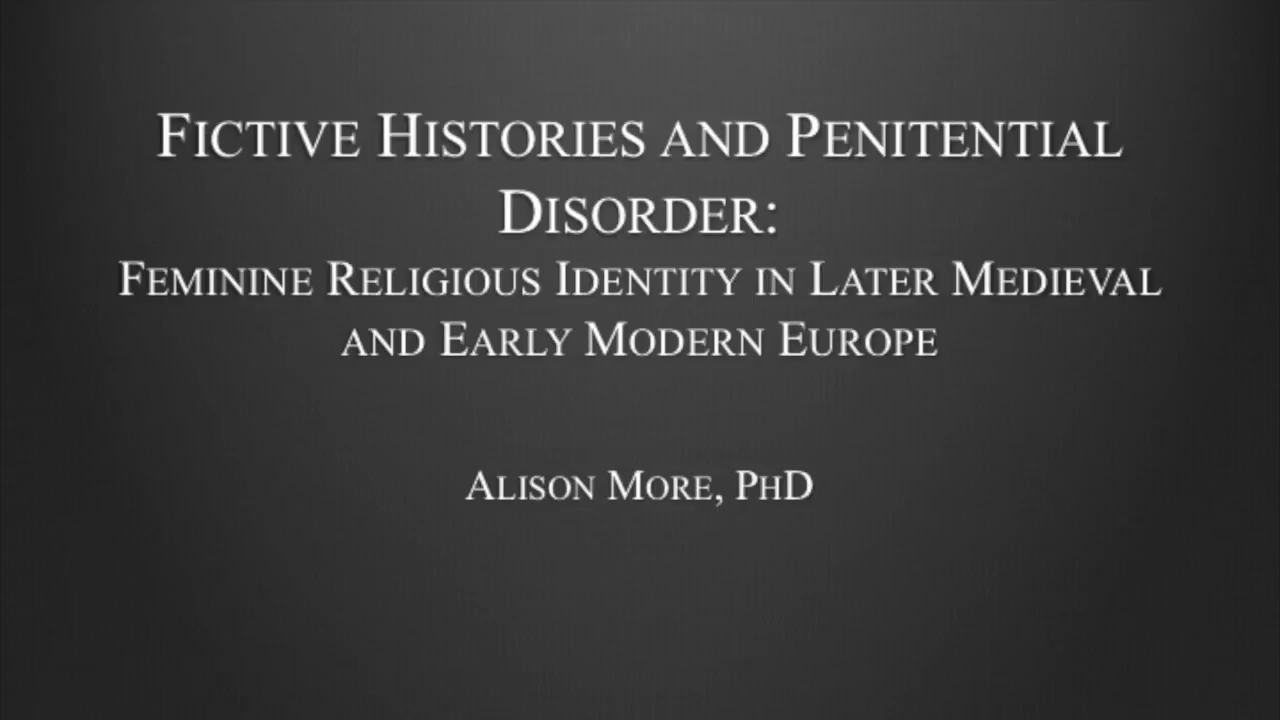 Fictive Histories and Penitential
Disorder:
Feminine Religious Identity in Later Medieval
and Early Modern Europe
Alison More, PhD